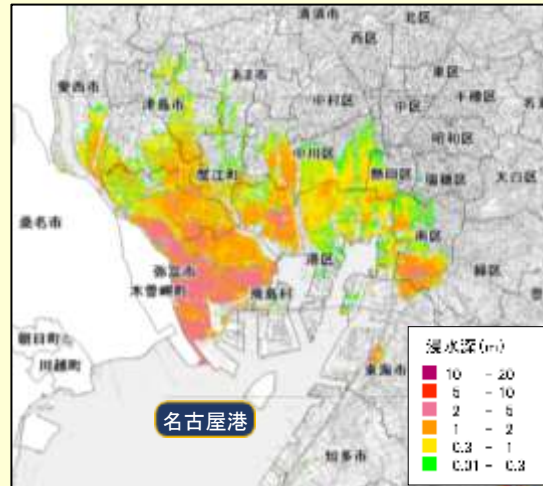 清須市
北区
西区
愛西市
あま市
東区
津島市
中村区
中区
千種区
昭和区
中川区
蟹江町
熱田区
瑞穂区
天白区
桑名市
南区
港区
緑区
弥富市
木曽岬町
飛島村
朝日町
川越町
東海市
名古屋港
知多市
浸水深(m)
10 - 20
5 - 10
2 - 5
1 - 2
0.3 - 1
0.01 - 0.3